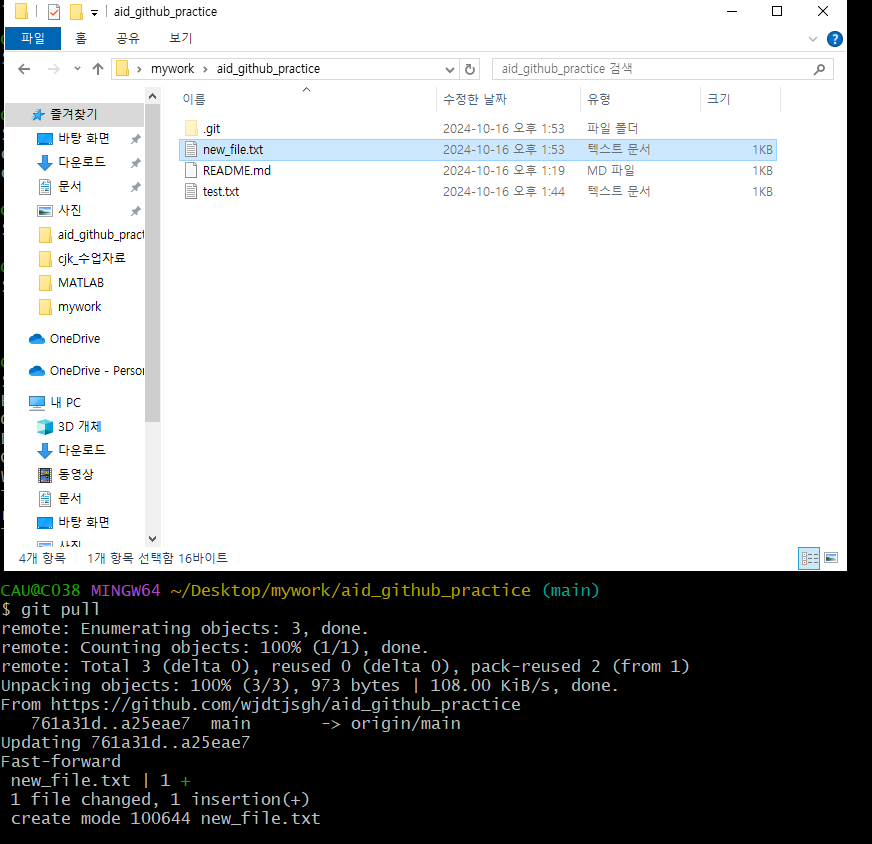 aid_github_practice
파일 홈 공유 보기
mywork > aid_github_practice
aid_github_practice 검색
즐겨찾기
바탕 화면
다운로드
문서
사진
aid_github_pract
cjk_수업자료
MATLAB
mywork
OneDrive
OneDrive - Person
내 PC
3D 개체
다운로드
동영상
문서
바탕 화면
사진
이름 수정한 날짜 유형 크기
.git 2024-10-16 오후 1:53 파일 폴더
new_file.txt 2024-10-16 오후 1:53 텍스트 문서 1KB
README.md 2024-10-16 오후 1:19 MD 파일 1KB
test.txt 2024-10-16 오후 1:44 텍스트 문서 1KB
4개 항목 1개 항목 선택함 16바이트
CAU@CO38 MINGW64 ~/Desktop/mywork/aid_github_practice (main)
$ git pull
remote: Enumerating objects: 3, done.
remote: Counting objects: 100% (1/1), done.
remote: Total 3 (delta 0), reused 0 (delta 0), pack-reused 2 (from 1)
Unpacking objects: 100% (3/3), 973 bytes | 108.00 KiB/s, done.
From https://github.com/wjdtjsgh/aid_github_practice
761a31d..a25eae7 main -> origin/main
Updating 761a31d..a25eae7
Fast-forward
new_file.txt | 1 +
1 file changed, 1 insertion(+)
create mode 100644 new_file.txt